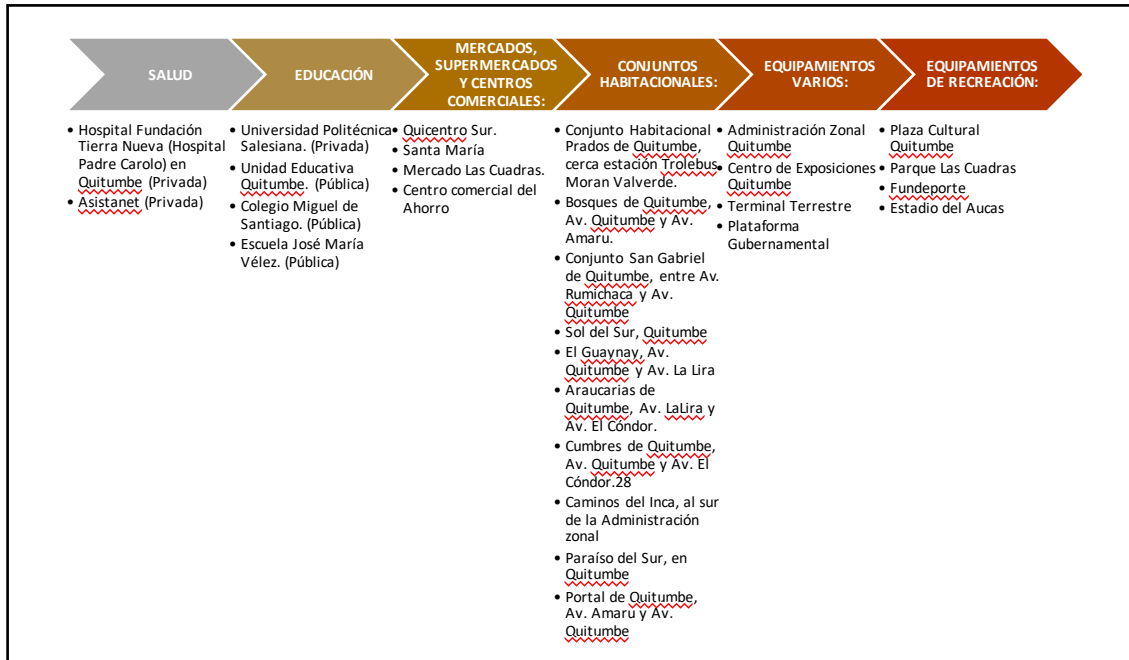 SALUD
EDUCACIÓN
MERCADOS,
SUPERMERCADOS
Y CENTROS
COMERCIALES:
CONJUNTOS
HABITACIONALES:
EQUIPAMIENTOS
VARIOS:
EQUIPAMIENTOS
DE RECREACIÓN:
• Hospital Fundación
Tierra Nueva (Hospital
Padre Carolo) en
Quitumbe (Privada)
• Asistanet (Privada)
• Universidad Politécnica
Salesiana. (Privada)
• Unidad Educativa
Quitumbe. (Pública)
• Colegio Miguel de
Santiago. (Pública)
• Escuela José María
Vélez. (Pública)
• Quicentro Sur.
• Santa María
• Mercado Las Cuadras.
• Centro comercial del
Ahorro
• Conjunto Habitacional
Prados de Quitumbe,
cerca estación Trolebus
Moran Valverde.
• Bosques de Quitumbe,
Av. Quitumbe y Av.
Amaru.
• Conjunto San Gabriel
de Quitumbe, entre Av.
Rumichaca y Av.
Quitumbe
• Sol del Sur, Quitumbe
• El Guaynay, Av.
Quitumbe y Av. La Lira
• Araucarias de
Quitumbe, Av. LaLira y
Av. El Cóndor.
• Cumbres de Quitumbe,
Av. Quitumbe y Av. El
Cóndor.28
• Caminos del Inca, al sur
de la Administración
zonal
• Paraíso del Sur, en
Quitumbe
• Portal de Quitumbe,
Av. Amaru y Av.
Quitumbe
• Administración Zonal
Quitumbe
• Centro de Exposiciones
Quitumbe
• Terminal Terrestre
• Plataforma
Gubernamental
• Plaza Cultural
Quitumbe
• Parque Las Cuadras
• Fundeporte
• Estadio del Aucas